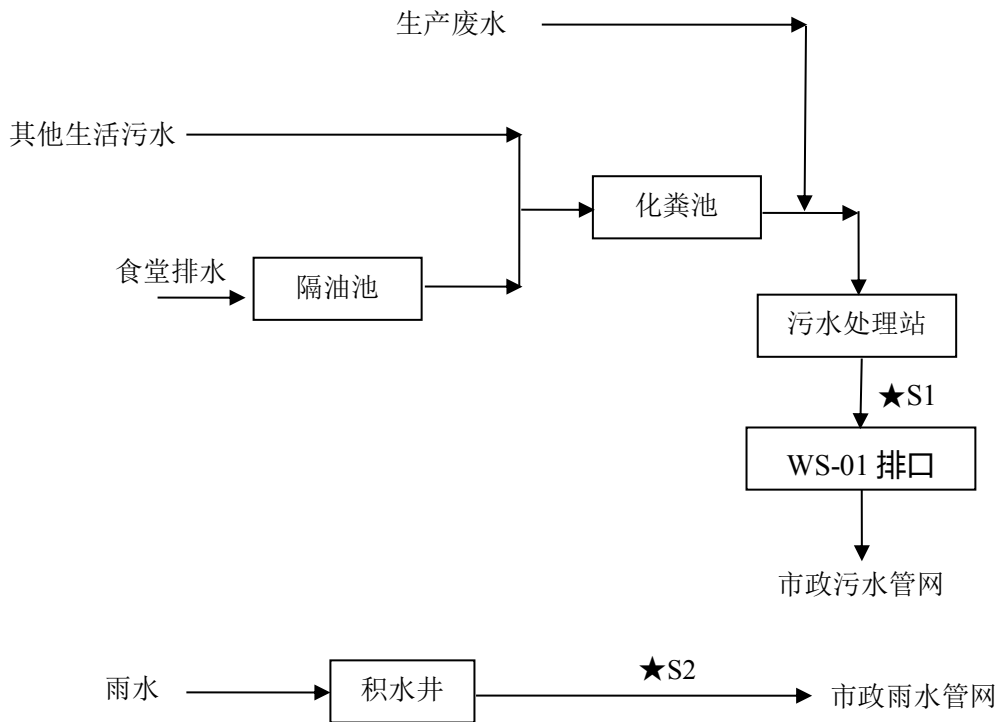 生产废水
其他生活污水
化粪池
食堂排水
隔油池
污水处理站
★S1
WS-01 排口
市政污水管网
★S2
雨水
积水井
市政雨水管网